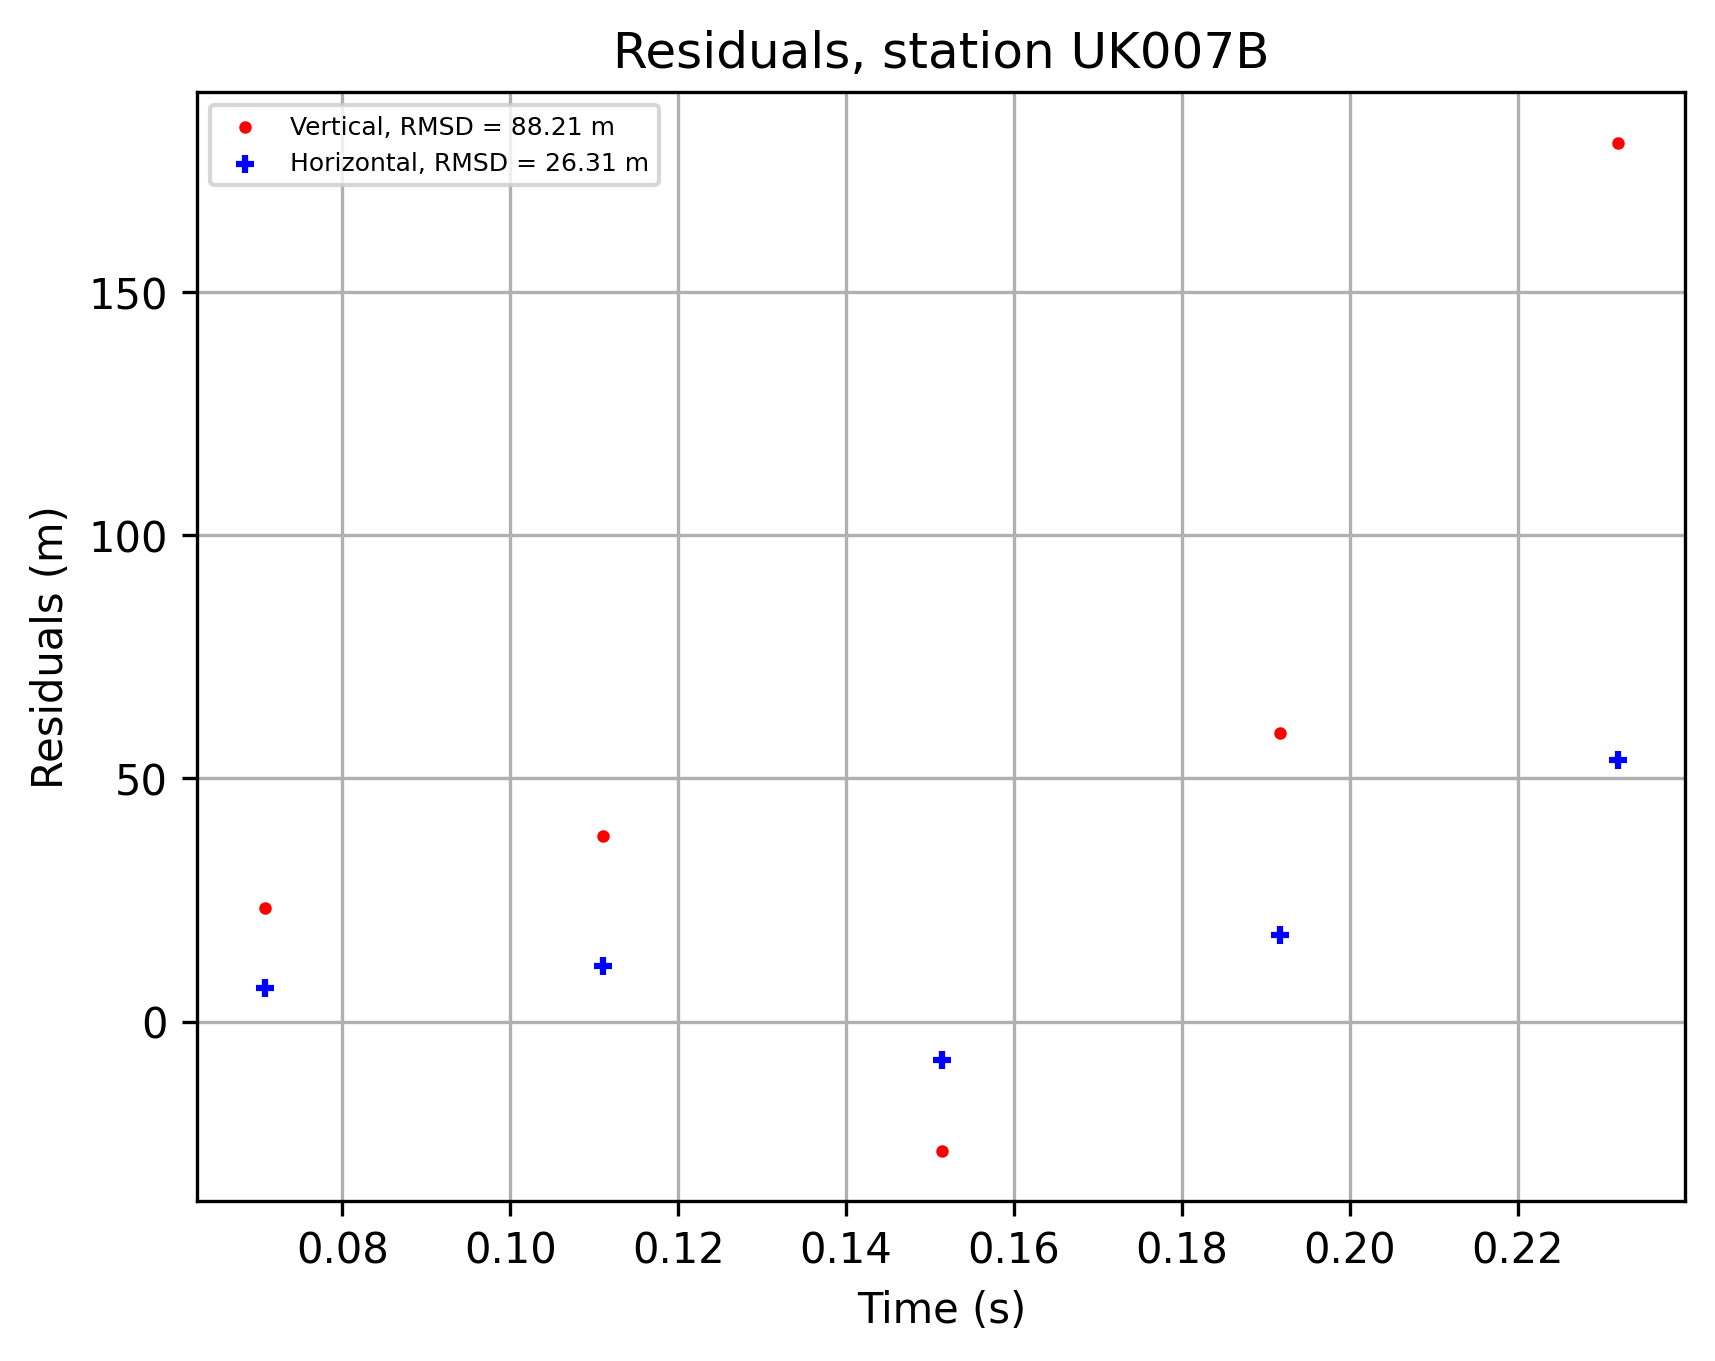 Residuals, station UK007B
Vertical, RMSD = 88.21 m
Horizontal, RMSD = 26.31 m
150
100
50
0
Residuals (m)
0.08 0.10 0.12 0.14 0.16 0.18 0.20 0.22
Time (s)